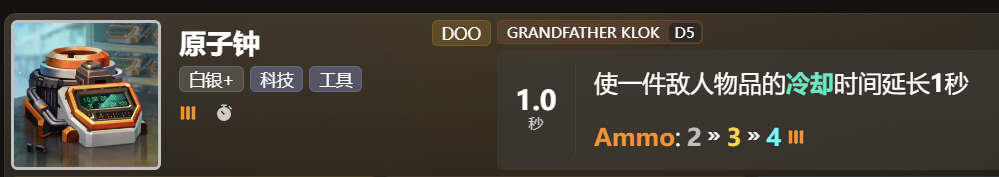 原子钟
白银+ 科技 工具
DOO GRANDFATHER KLOK D5
1.0
秒
使一件敌人物品的冷却时间延长1秒
Ammo: 2 » 3 » 4